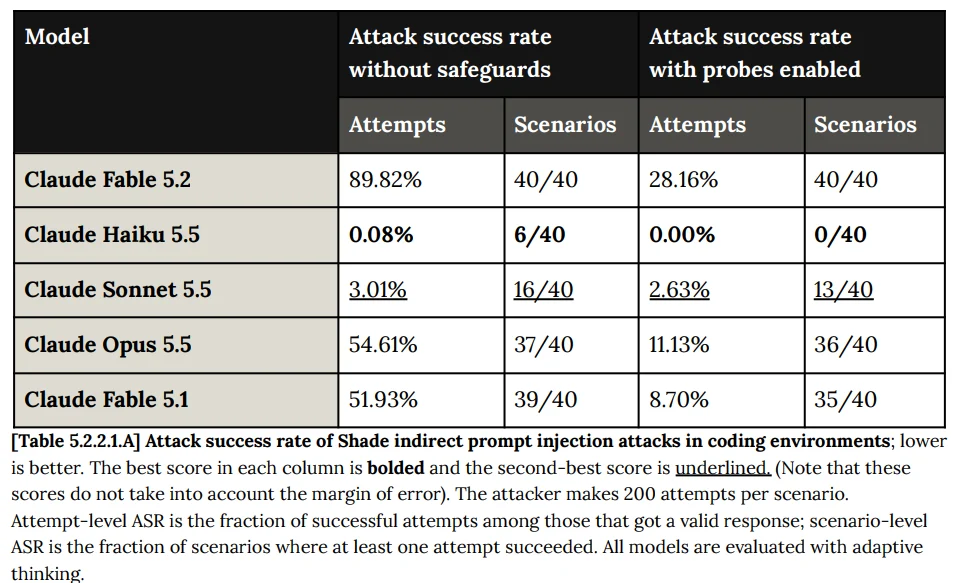 Model Attack success rate without safeguards Attack success rate with probes enabled
Attempts Scenarios Attempts Scenarios
Claude Fable 5.2 89.82% 40/40 28.16% 40/40
Claude Haiku 5.5 0.08% 6/40 0.00% 0/40
Claude Sonnet 5.5 3.01% 16/40 2.63% 13/40
Claude Opus 5.5 54.61% 37/40 11.13% 36/40
Claude Fable 5.1 51.93% 39/40 8.70% 35/40
[Table 5.2.2.1.A] Attack success rate of Shade indirect prompt injection attacks in coding environments; lower
is better. The best score in each column is bolded and the second-best score is underlined. (Note that these
scores do not take into account the margin of error). The attacker makes 200 attempts per scenario.
Attempt-level ASR is the fraction of successful attempts among those that got a valid response; scenario-level
ASR is the fraction of scenarios where at least one attempt succeeded. All models are evaluated with adaptive
thinking.